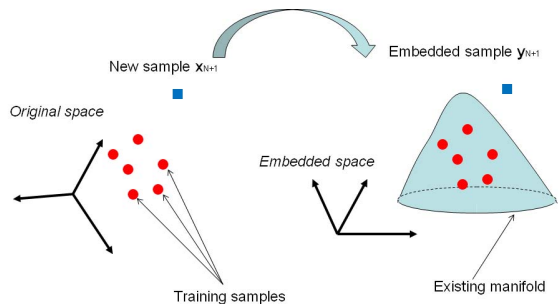 New sample xN+1
Embedded sample yN+1
Original space
Embedded space
Training samples
Existing manifold